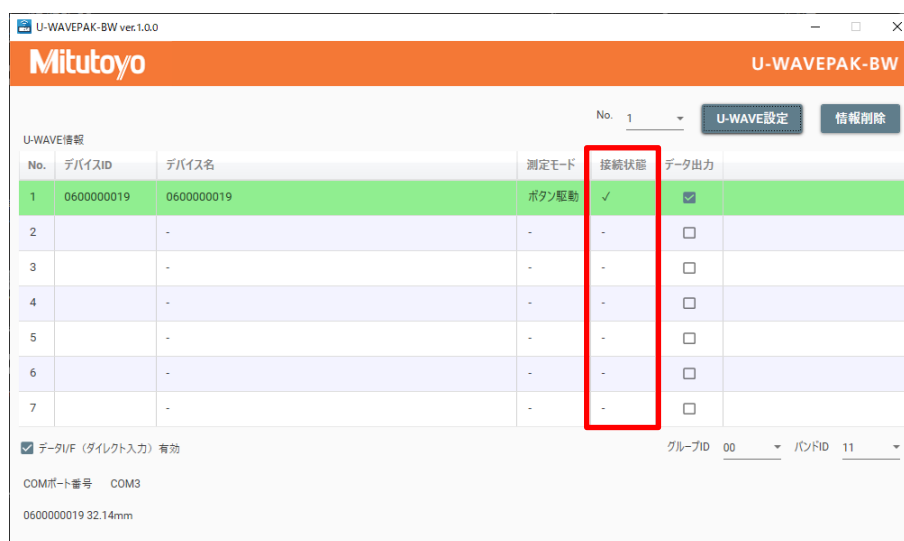 U-WAVEPAK-BW ver.1.0.0
Mitutoyo U-WAVEPAK-BW
No. 1 U-WAVE設定 情報削除
U-WAVE情報
No. デバイスID デバイス名 測定モード 接続状態 データ出力
1 0600000019 0600000019 ボタン駆動 ✓
2 - - -
3 - - -
4 - - -
5 - - -
6 - - -
7 - - -
データI/F（ダイレクト入力）有効 グループID 00 バンドID 11
COMポート番号 COM3
0600000019 32.14mm